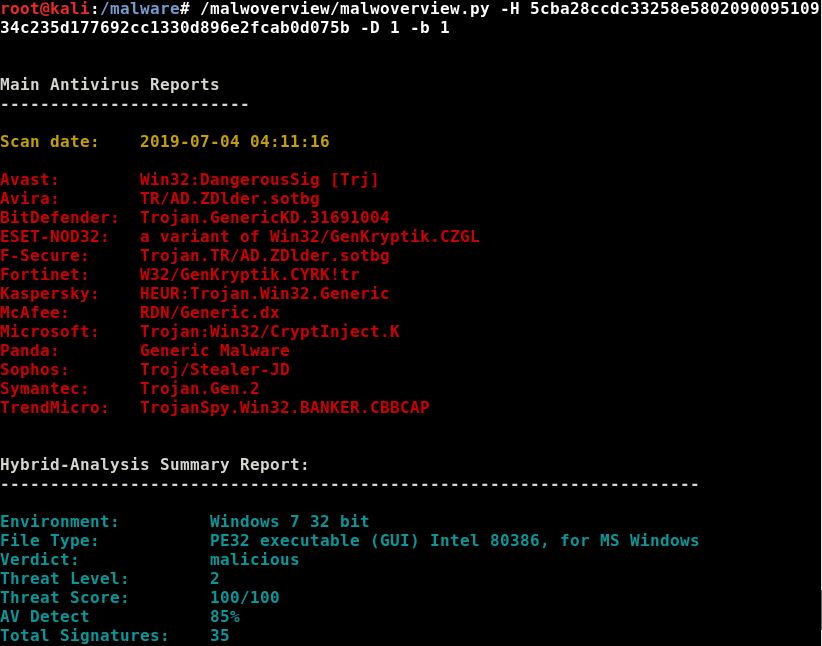 root@kali:/malware# /malwoverview/malwoverview.py -H 5cba28ccdc33258e5802090095109
34c235d177692cc1330d896e2fcab0d075b -D 1 -b 1
Main Antivirus Reports
-------------------------
Scan date: 2019-07-04 04:11:16
Avast: Win32:DangerousSig [Trj]
Avira: TR/AD.ZDlder.sotbg
BitDefender: Trojan.GenericKD.31691004
ESET-NOD32: a variant of Win32/GenKryptik.CZGL
F-Secure: Trojan.TR/AD.ZDlder.sotbg
Fortinet: W32/GenKryptik.CYRK!tr
Kaspersky: HEUR:Trojan.Win32.Generic
McAfee: RDN/Generic.dx
Microsoft: Trojan:Win32/CryptInject.K
Panda: Generic Malware
Sophos: Troj/Stealer-JD
Symantec: Trojan.Gen.2
TrendMicro: TrojanSpy.Win32.BANKER.CBBCAP
Hybrid-Analysis Summary Report:
----------------------------------------------------------------------
Environment: Windows 7 32 bit
File Type: PE32 executable (GUI) Intel 80386, for MS Windows
Verdict: malicious
Threat Level: 2
Threat Score: 100/100
AV Detect 85%
Total Signatures: 35